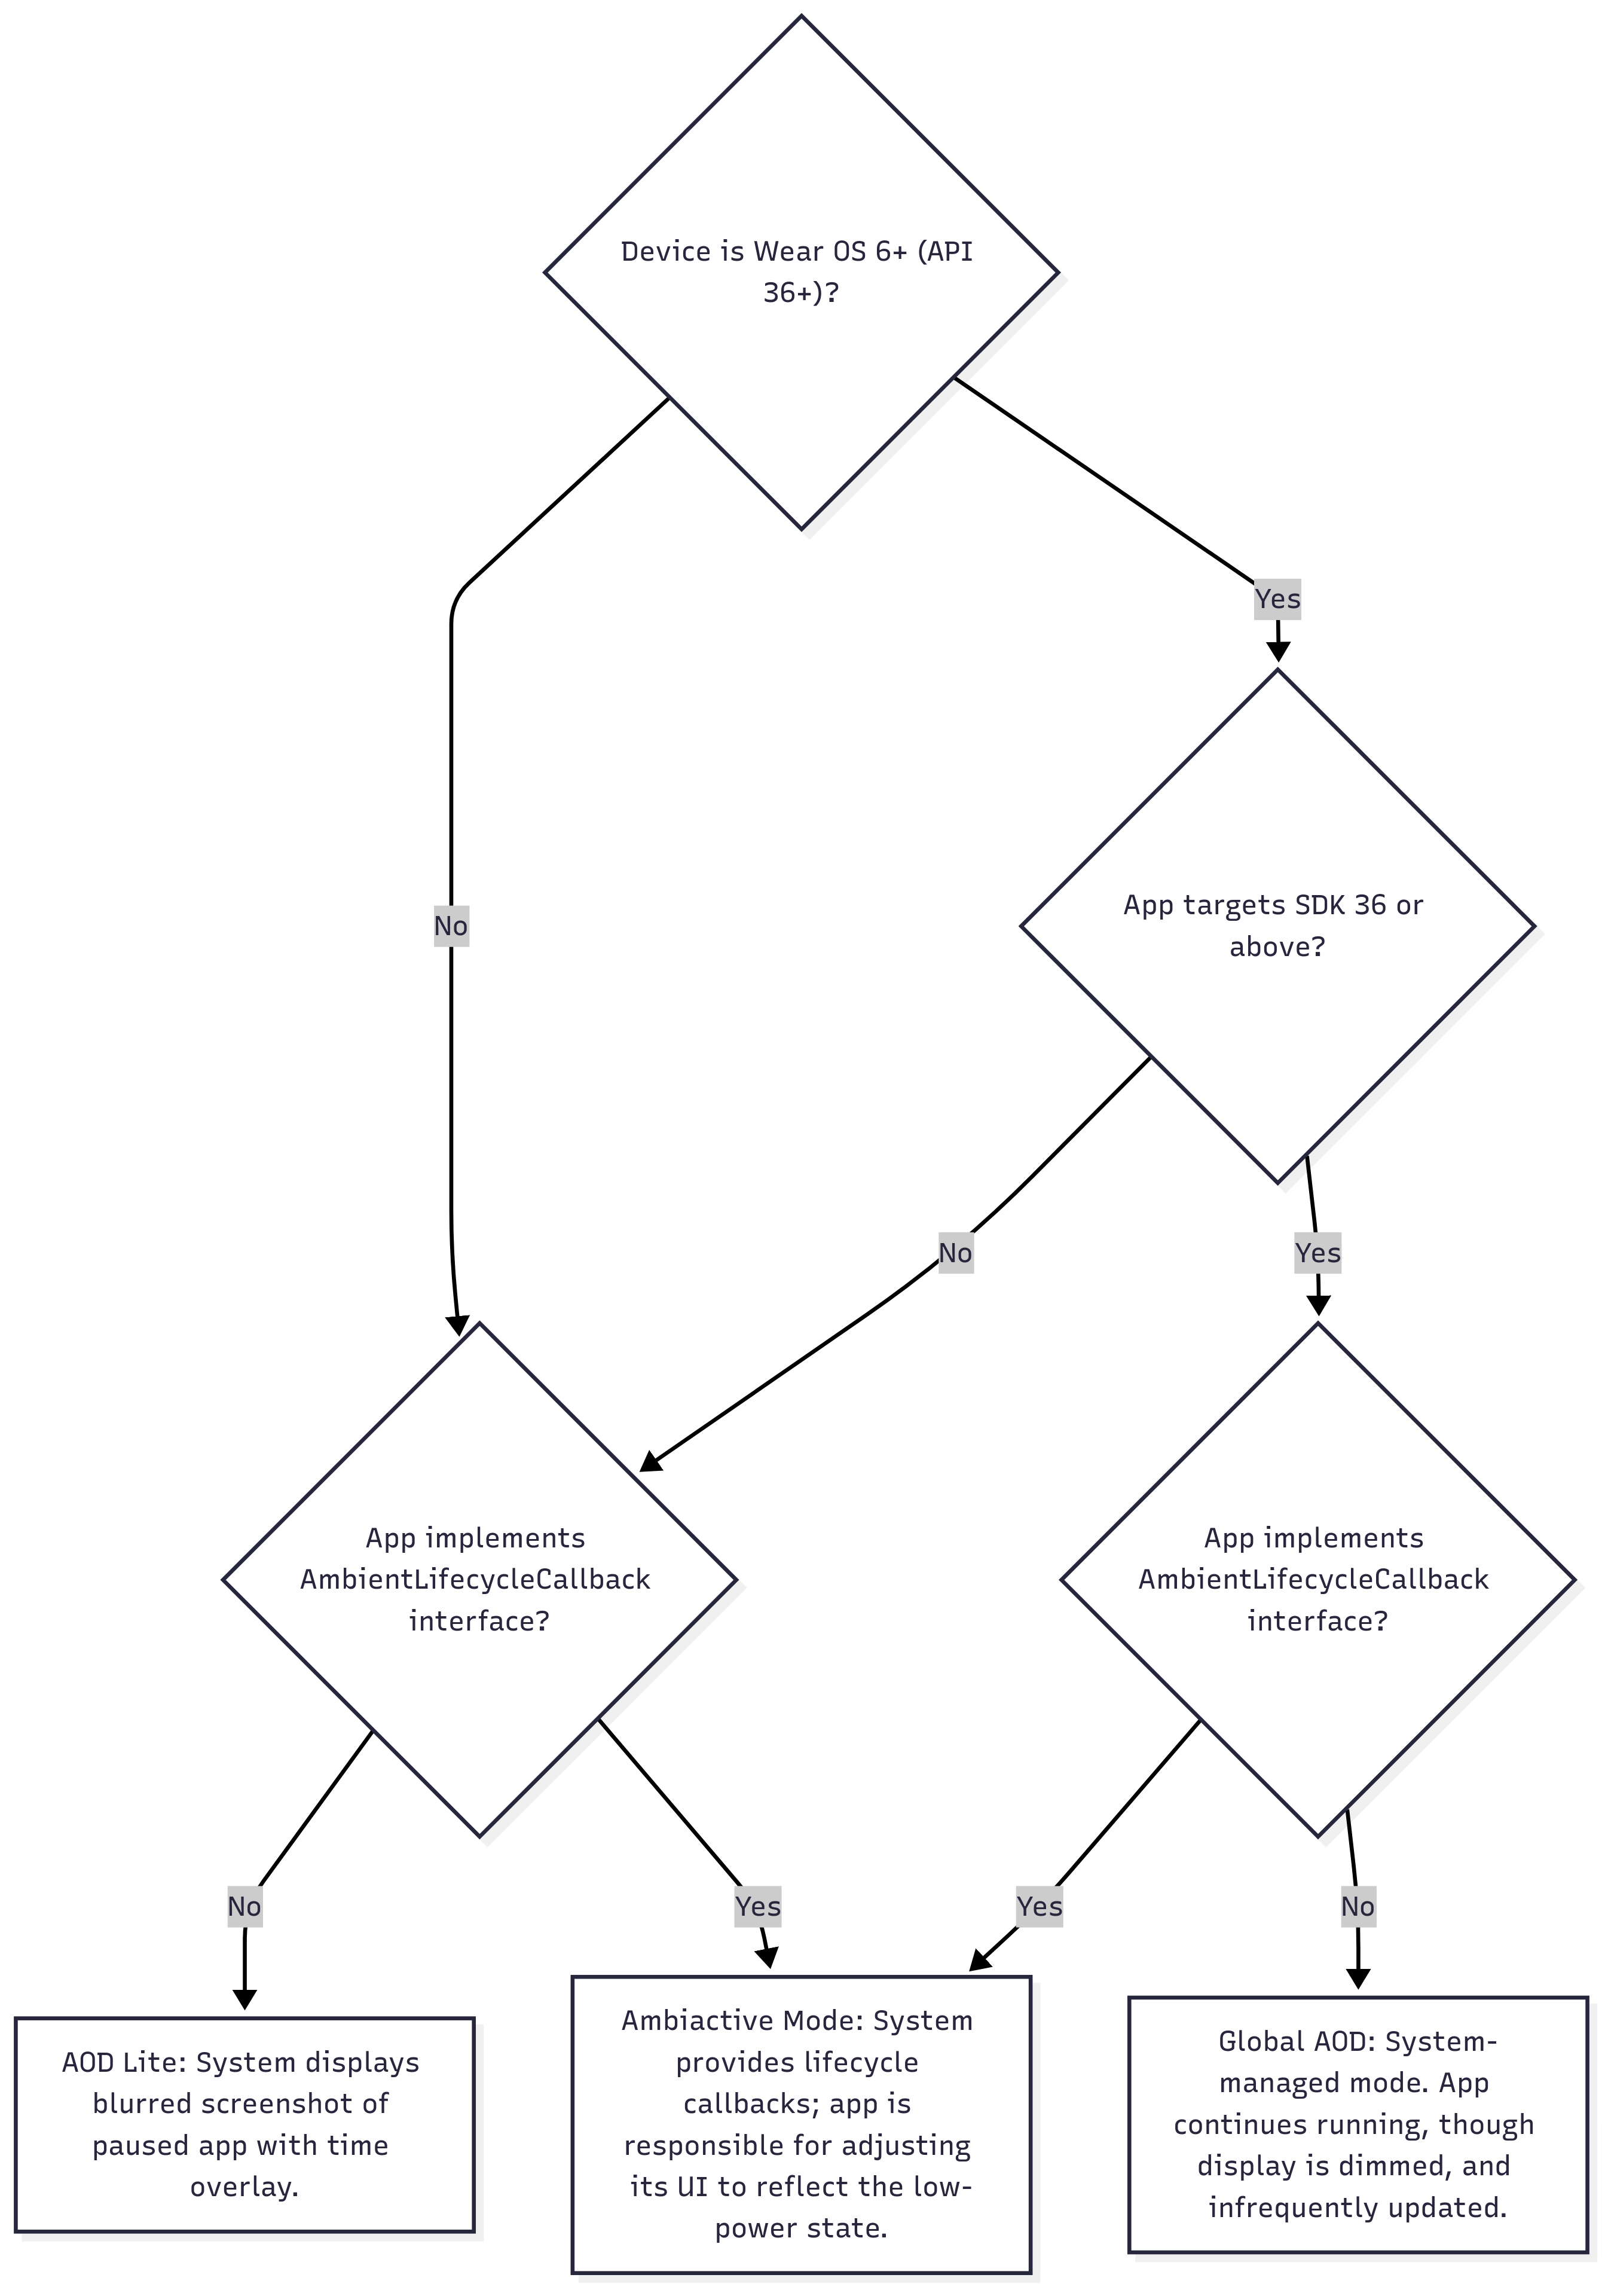 Device is Wear OS 6+ (API
36+)?
Yes
App targets SDK 36 or
above?
No
No
Yes
App implements
AmbientLifecycleCallback
interface?
App implements
AmbientLifecycleCallback
interface?
No
Yes
Yes
No
AOD Lite: System displays
blurred screenshot of
paused app with time
overlay.
Ambiactive Mode: System
provides lifecycle
callbacks; app is
responsible for adjusting
its UI to reflect the low-
power state.
Global AOD: System-
managed mode. App
continues running, though
display is dimmed, and
infrequently updated.